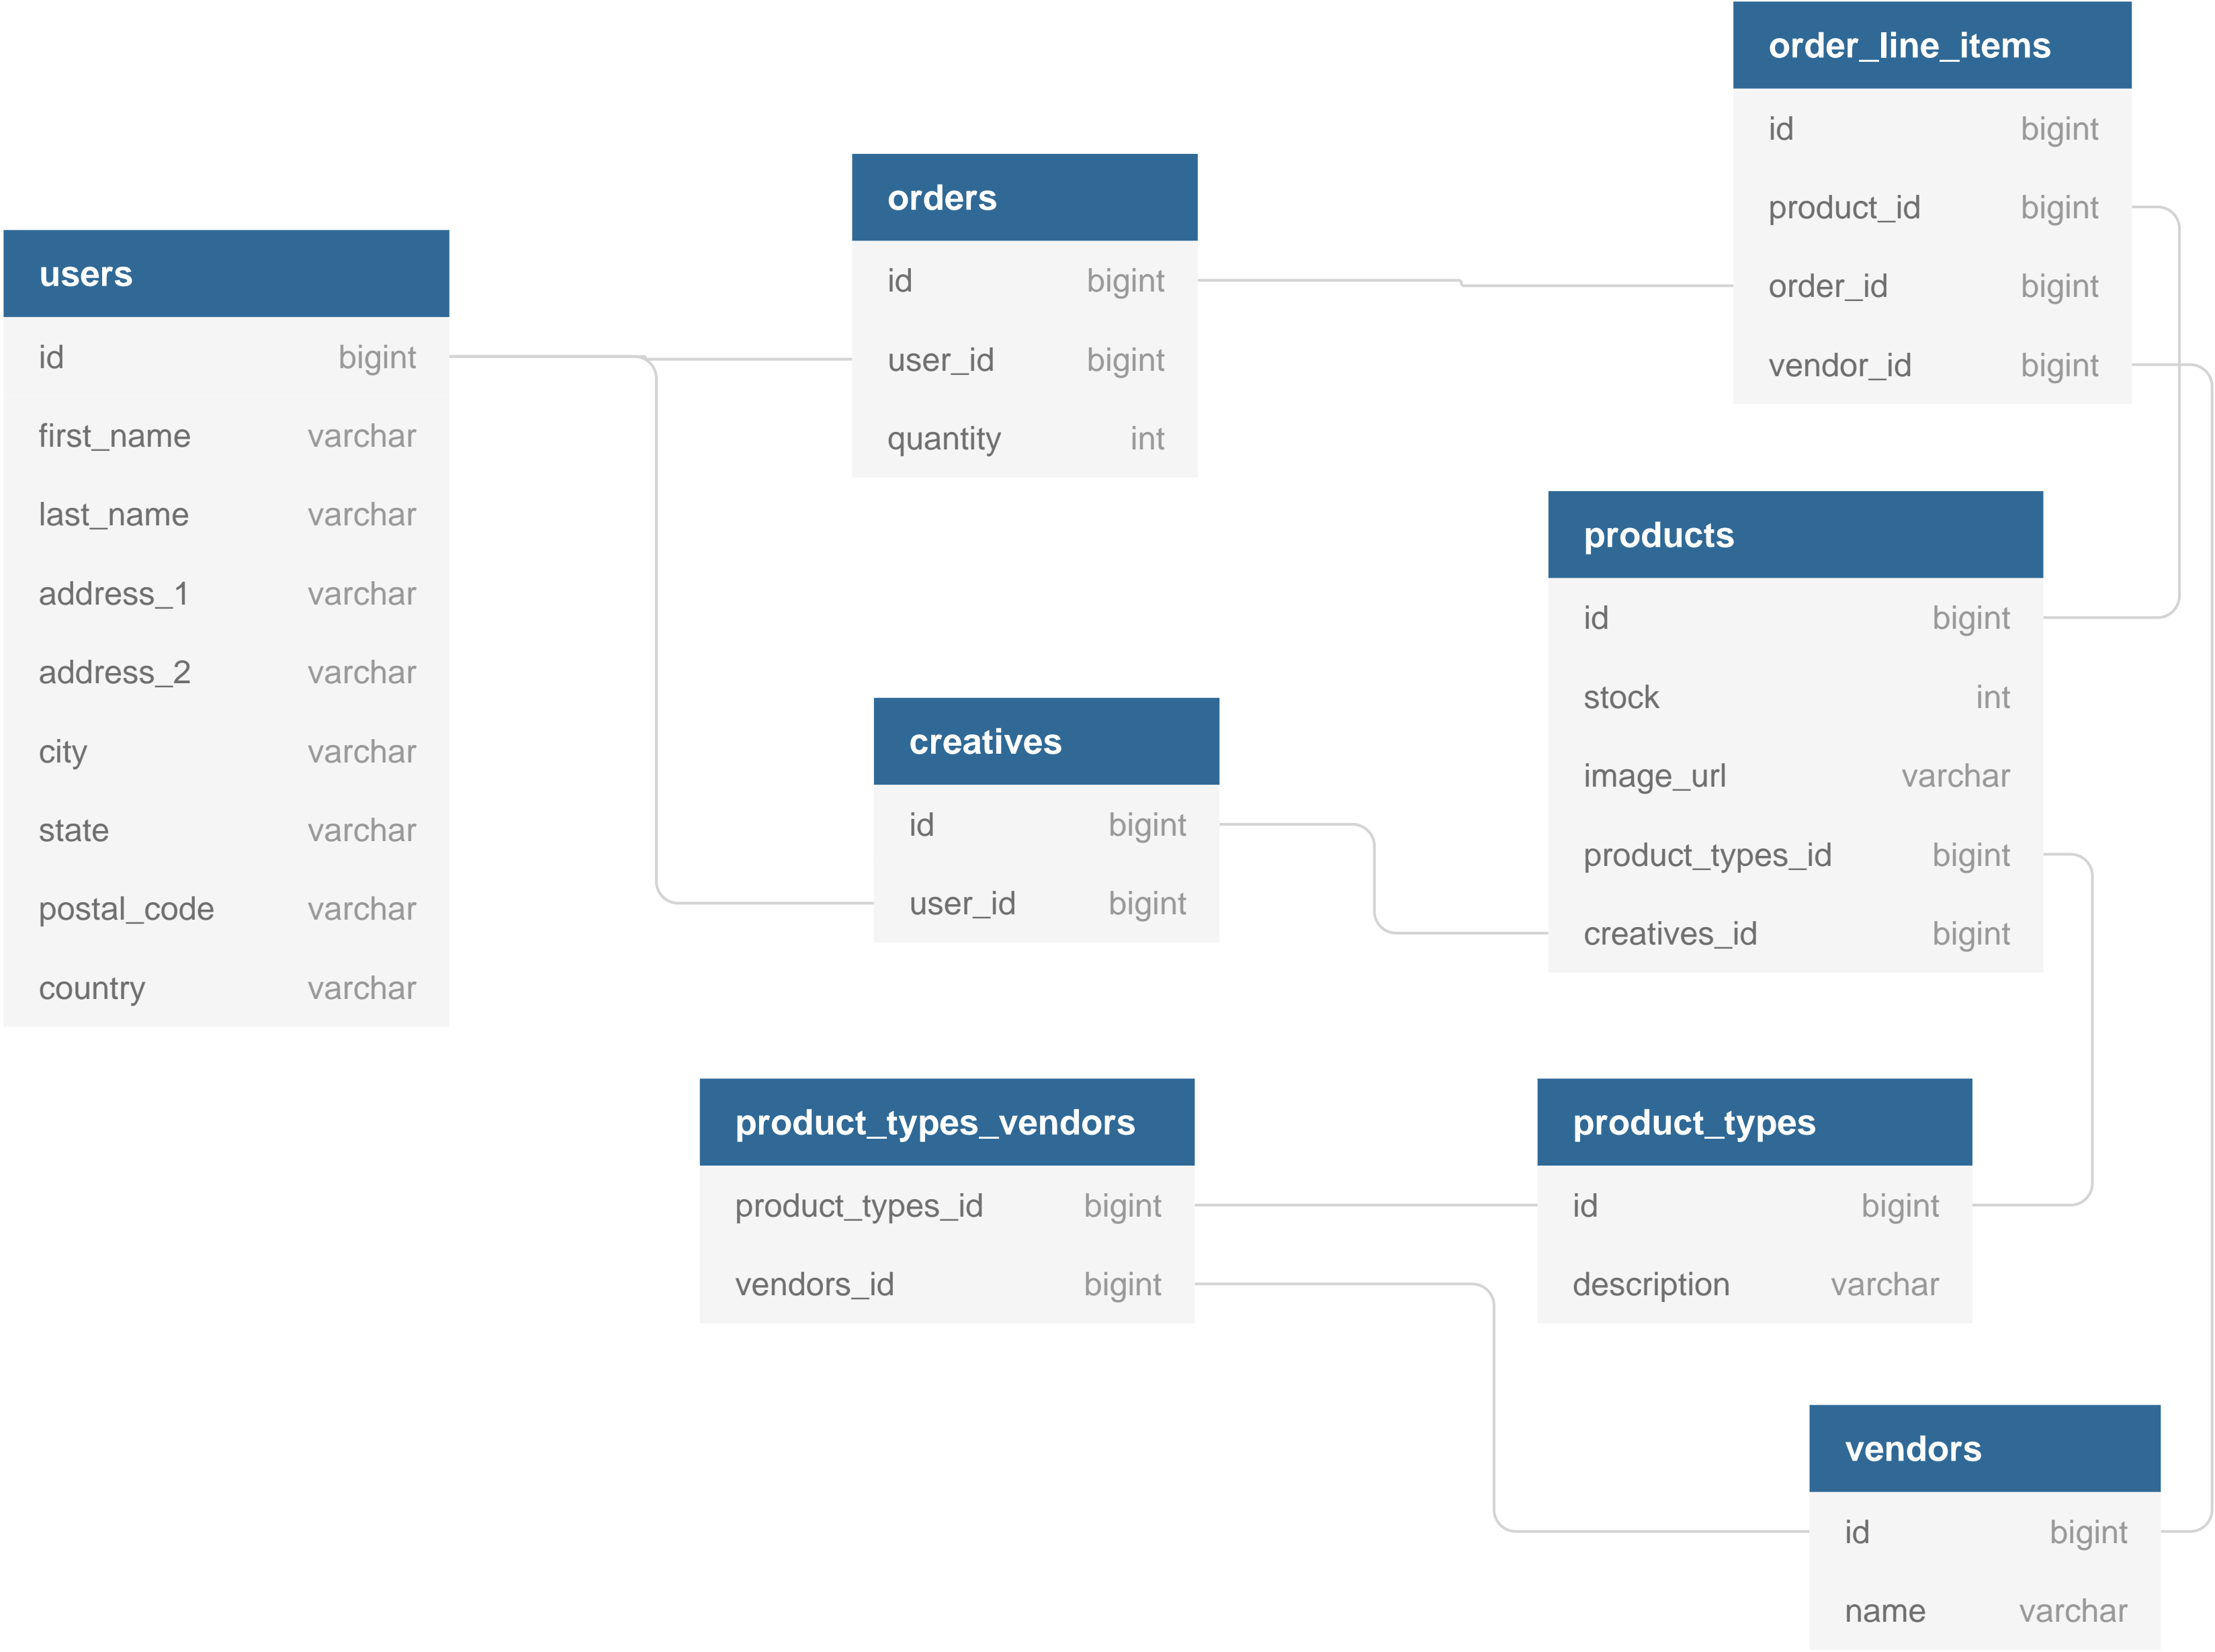 users
id bigint
first_name varchar
last_name varchar
address_1 varchar
address_2 varchar
city varchar
state varchar
postal_code varchar
country varchar
orders
id bigint
user_id bigint
quantity int
order_line_items
id bigint
product_id bigint
order_id bigint
vendor_id bigint
creatives
id bigint
user_id bigint
products
id bigint
stock int
image_url varchar
product_types_id bigint
creatives_id bigint
product_types_vendors
product_types_id bigint
vendors_id bigint
product_types
id bigint
description varchar
vendors
id bigint
name varchar